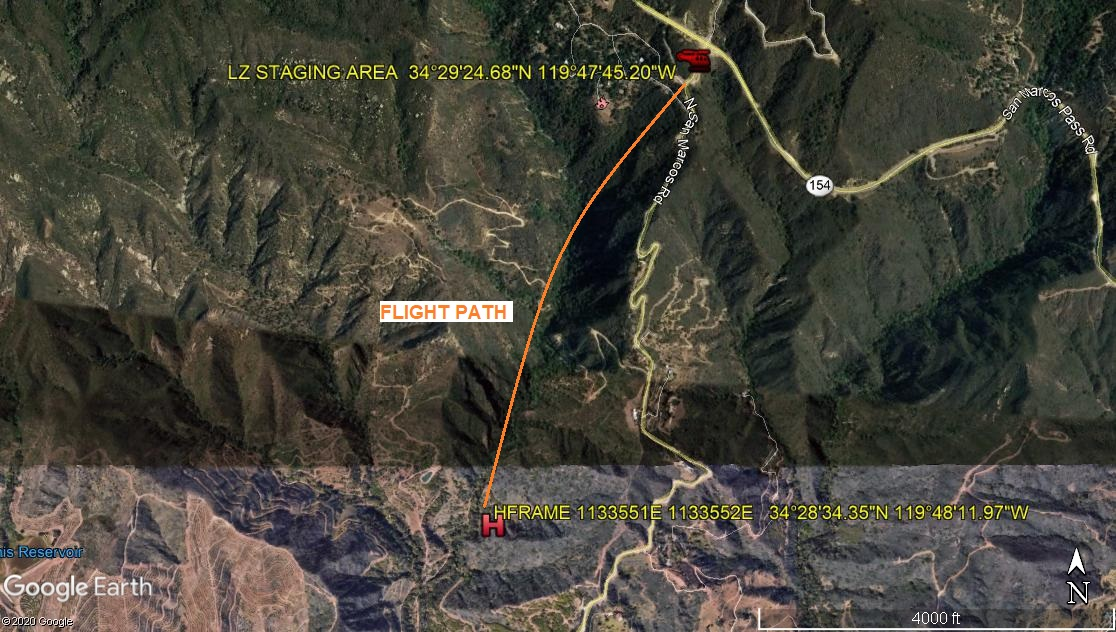 LZ STAGING AREA  34°29'24.68"N 119°47'45.20"W
N San Marcos Rd
San Marcos Pass Rd
154
FLIGHT PATH
H
HFRAME 1133551E 1133552E   34°28'34.35"N 119°48'11.97"W
Reservoir
Google Earth
©2020 Google
N
4000 ft